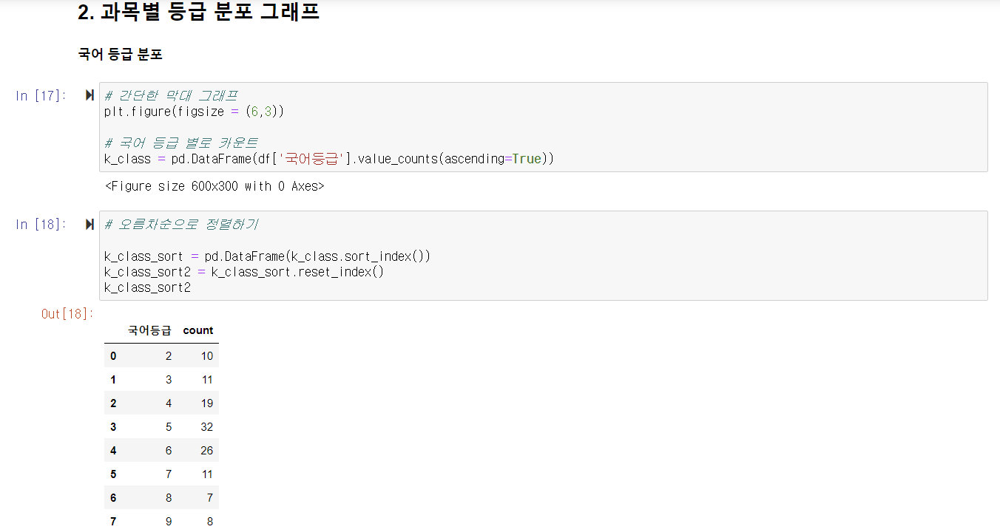 2. 과목별 등급 분포 그래프
국어 등급 분포
In [17]:
# 간단한 막대 그래프
plt.figure(figsize = (6,3))
# 국어 등급 별로 카운트
k_class = pd.DataFrame(df['국어등급'].value_counts(ascending=True))
<Figure size 600x300 with 0 Axes>
In [18]:
# 오름차순으로 정렬하기
k_class_sort = pd.DataFrame(k_class.sort_index())
k_class_sort2 = k_class_sort.reset_index()
k_class_sort2
Out[18]:
국어등급 count
0 2 10
1 3 11
2 4 19
3 5 32
4 6 26
5 7 11
6 8 7
7 9 8